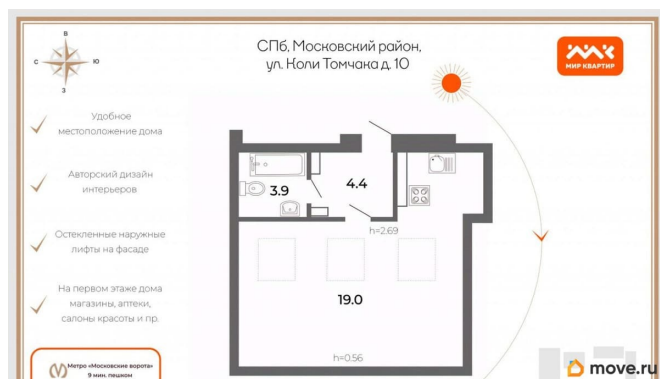 СПб, Московский район,
ул. Коли Томчака д. 10
МИР КВАРТИР
В
С
Ю
З
Удобное
местоположение дома
Авторский дизайн
интерьеров
Остекленные наружные
лифты на фасаде
На первом этаже дома
магазины, аптеки,
салоны красоты и пр.
Метро «Московские ворота»
9 мин. пешком
3.9
4.4
h=2.69
19.0
h=0.56
move.ru